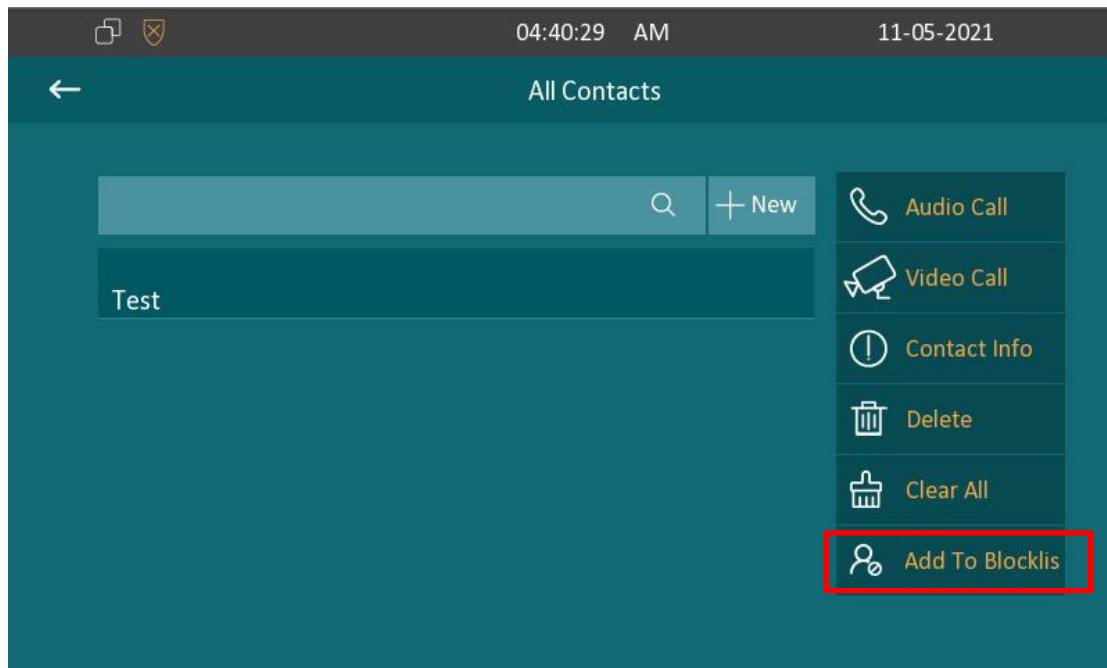 04:40:29 AM 11-05-2021
All Contacts
New
Test
Audio Call
Video Call
Contact Info
Delete
Clear All
Add To Blocklis